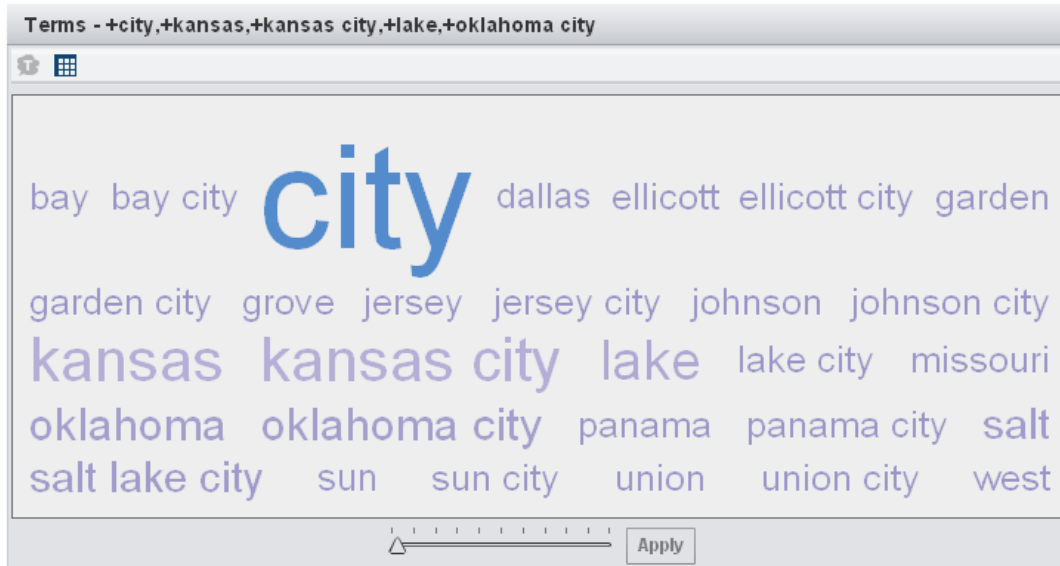 Terms - +city,+kansas,+kansas city,+lake,+oklahoma city
bay bay city city dallas ellicott ellicott city garden
garden city grove jersey jersey city johnson johnson city
kansas kansas city lake lake city missouri
oklahoma oklahoma city panama panama city salt
salt lake city sun sun city union union city west
Apply